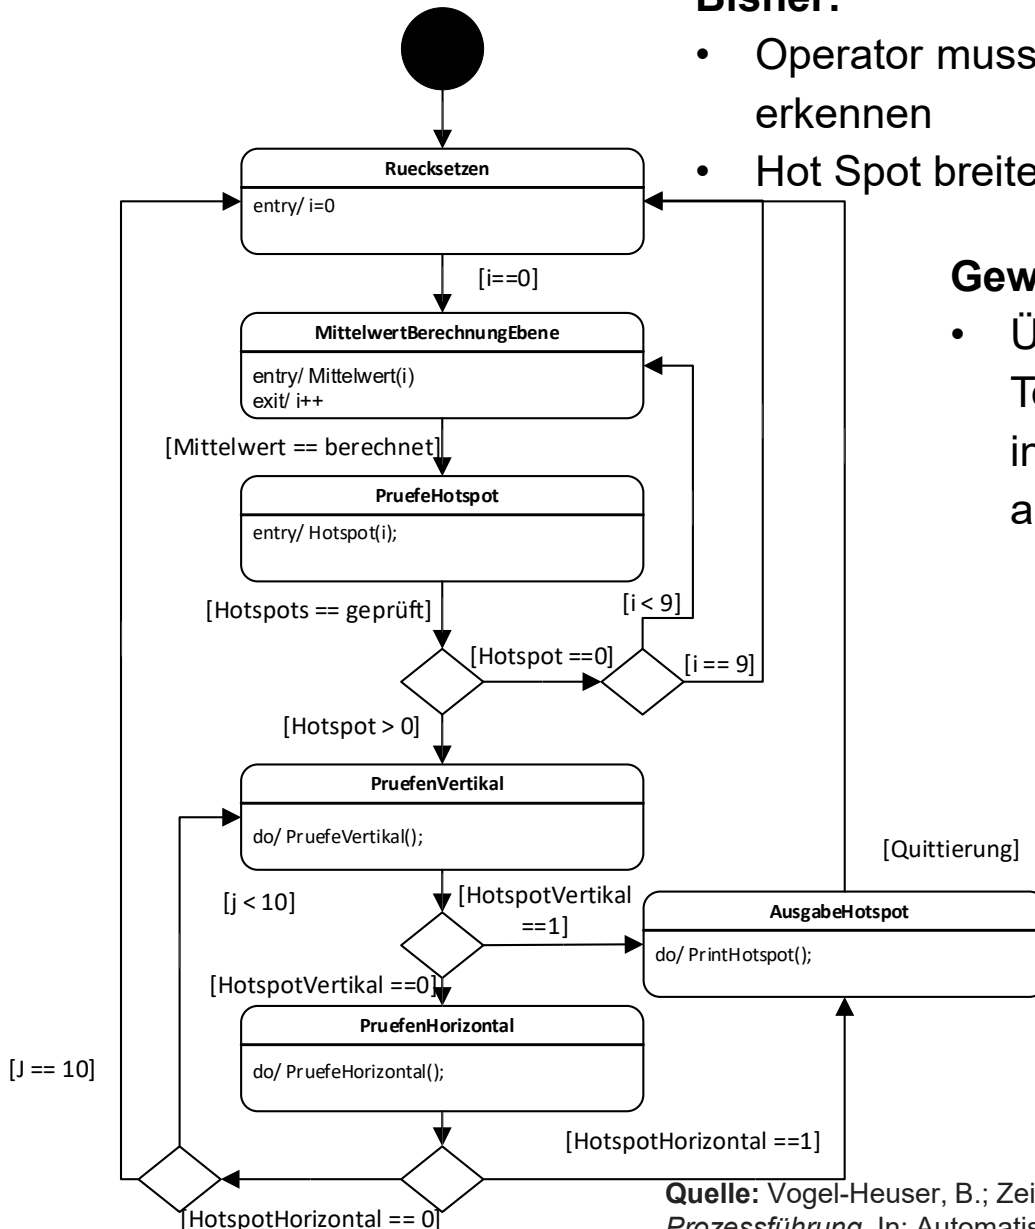 Bisher:
• Operator muss
erkennen
• Hot Spot breite
Ruecksetzen
entry/ i=0
[i==0]
MittelwertBerechnungEbene
entry/ Mittelwert(i)
exit/ i++
[Mittelwert == berechnet]
PruefeHotspot
entry/ Hotspot(i);
[Hotspots == geprüft]
[i < 9]
[Hotspot ==0]
[i == 9]
[Hotspot > 0]
PruefenVertikal
do/ PruefeVertikal();
[Quittierung]
[j < 10]
[HotspotVertikal
==1]
AusgabeHotspot
do/ PrintHotspot();
[HotspotVertikal ==0]
PruefenHorizontal
do/ PruefeHorizontal();
[J == 10]
[HotspotHorizontal ==1]
[HotspotHorizontal == 0]
Quelle: Vogel-Heuser, B.; Zei
Prozessführung. In: Automatis